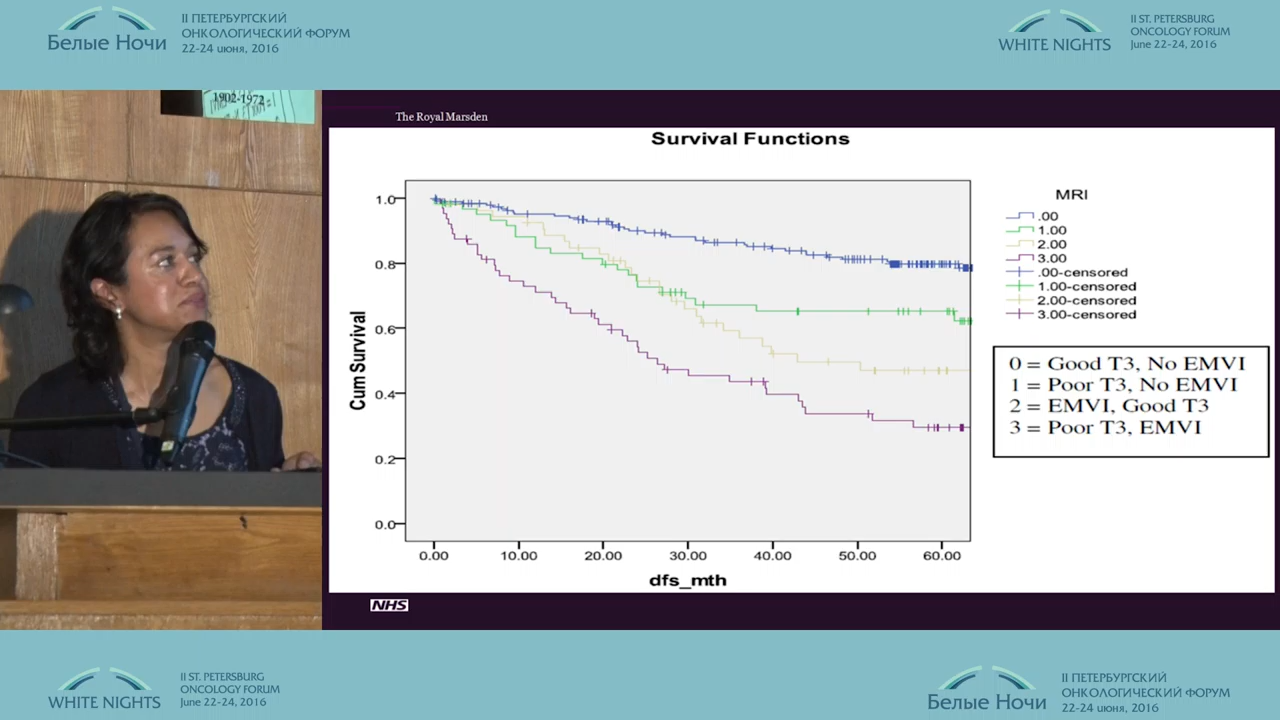 II ПЕТЕРБУРГСКИЙ
ОНКОЛОГИЧЕСКИЙ ФОРУМ
22-24 июня, 2016
Белые Ночи
II ST. PETERSBURG
ONCOLOGY FORUM
June 22-24, 2016
WHITE NIGHTS
1902-1972
The Royal Marsden
Survival Functions
Cum Survival
1.0
0.8
0.6
0.4
0.2
0.0
0.00 10.00 20.00 30.00 40.00 50.00 60.00
dfs_mth
MRI
.00
1.00
2.00
3.00
.00-censored
1.00-censored
2.00-censored
3.00-censored
0 = Good T3, No EMVI
1 = Poor T3, No EMVI
2 = EMVI, Good T3
3 = Poor T3, EMVI
NHS
II ST. PETERSBURG
ONCOLOGY FORUM
June 22-24, 2016
WHITE NIGHTS
II ПЕТЕРБУРГСКИЙ
ОНКОЛОГИЧЕСКИЙ ФОРУМ
22-24 июня, 2016
Белые Ночи